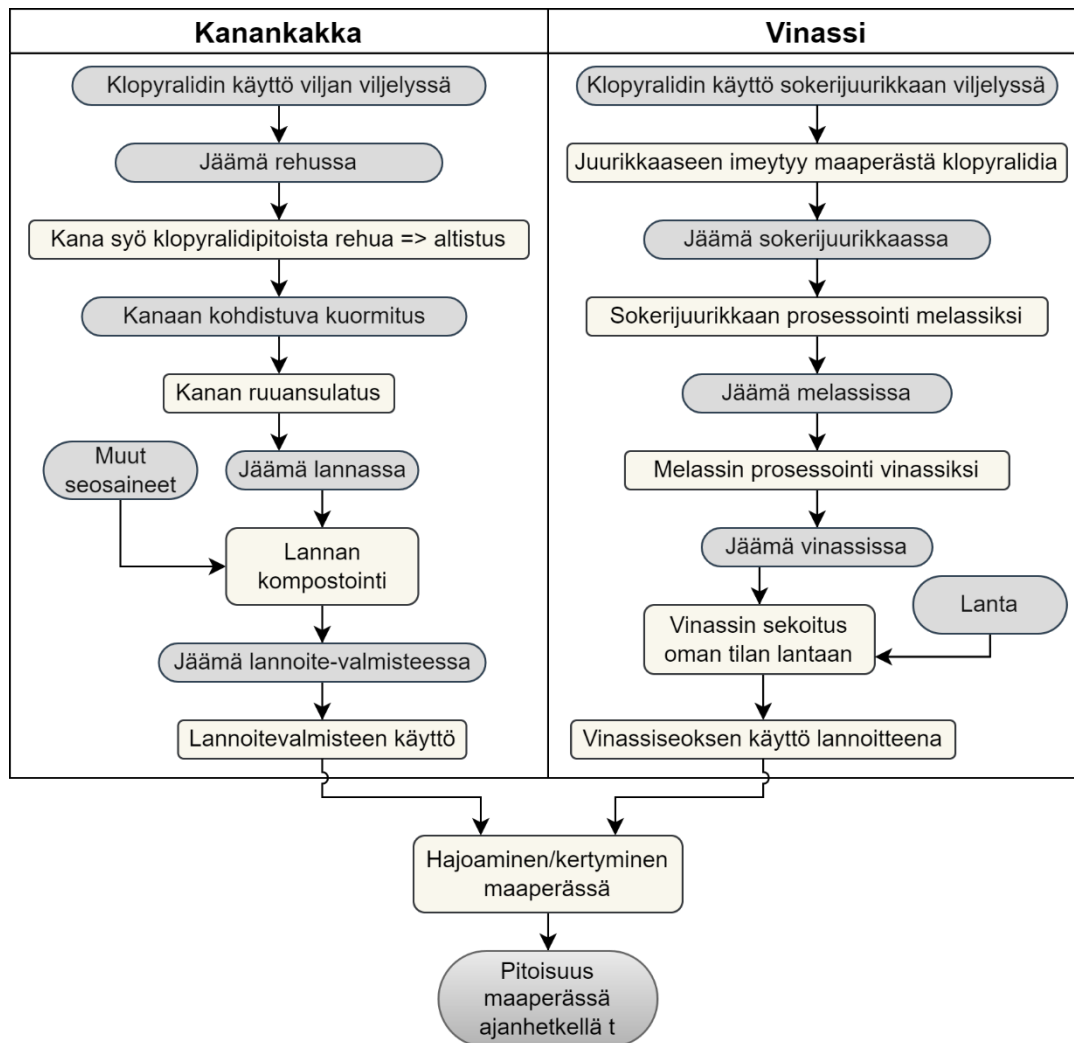 Kanankakka
Klopyralidin käyttö viljan viljelyssä
Jäämä rehussa
Kana syö klopyralidipitoista rehua => altistus
Kanaan kohdistuva kuormitus
Kanan ruuansulatus
Muut
seosaineet
Jäämä lannassa
Lannan
kompostointi
Jäämä lannoite-valmisteessa
Lannoitevalmisteen käyttö
Vinassi
Klopyralidin käyttö sokerijuurikkaan viljelyssä
Juurikkaaseen imeytyy maaperästä klopyralidia
Jäämä sokerijuurikkaassa
Sokerijuurikkaan prosessointi melassiksi
Jäämä melassissa
Melassin prosessointi vinassiksi
Jäämä vinassissa
Lanta
Vinassin sekoitus
oman tilan lantaan
Vinassiseoksen käyttö lannoitteena
Hajoaminen/kertyminen
maaperässä
Pitoisuus
maaperässä
ajanhetkellä t